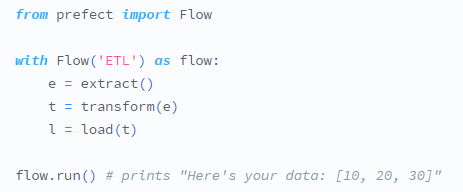 from prefect import Flow
with Flow('ETL') as flow:
    e = extract()
    t = transform(e)
    l = load(t)
flow.run() # prints "Here's your data: [10, 20, 30]"